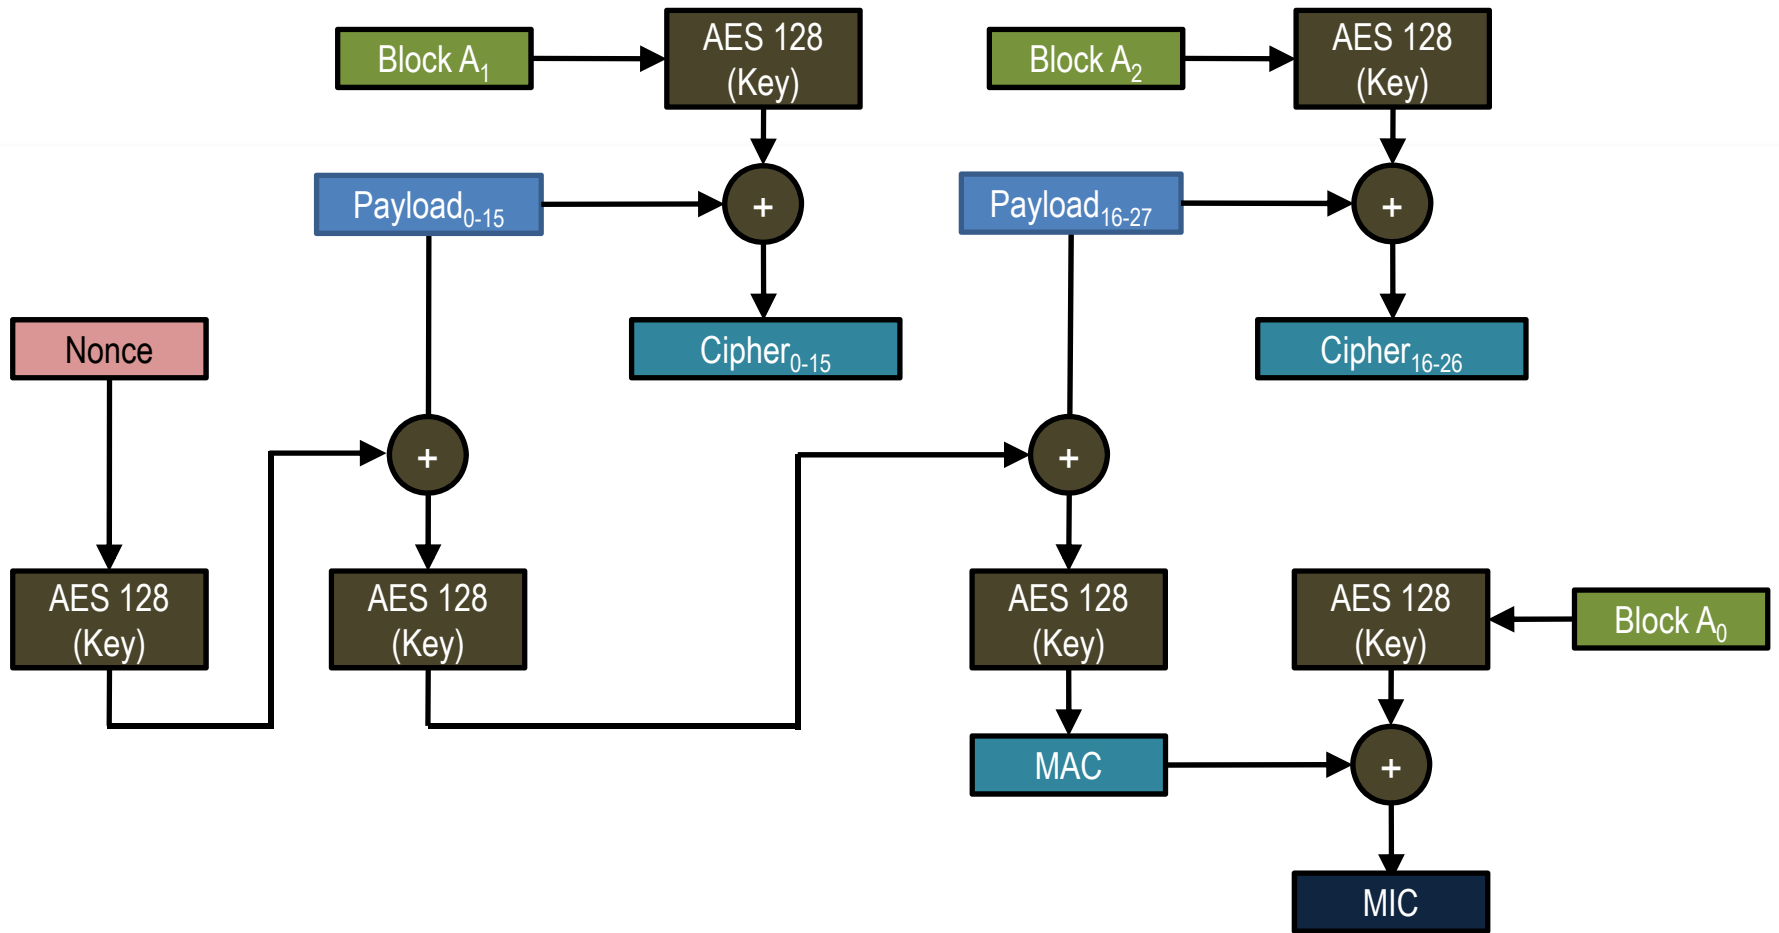 Block A₁
AES 128
(Key)
Block A₂
AES 128
(Key)
Payload₀₋₁₅
+
Payload₁₆₋₂₇
+
Nonce
Cipher₀₋₁₅
Cipher₁₆₋₂₆
+
+
AES 128
(Key)
AES 128
(Key)
AES 128
(Key)
AES 128
(Key)
Block A₀
MAC
+
MIC